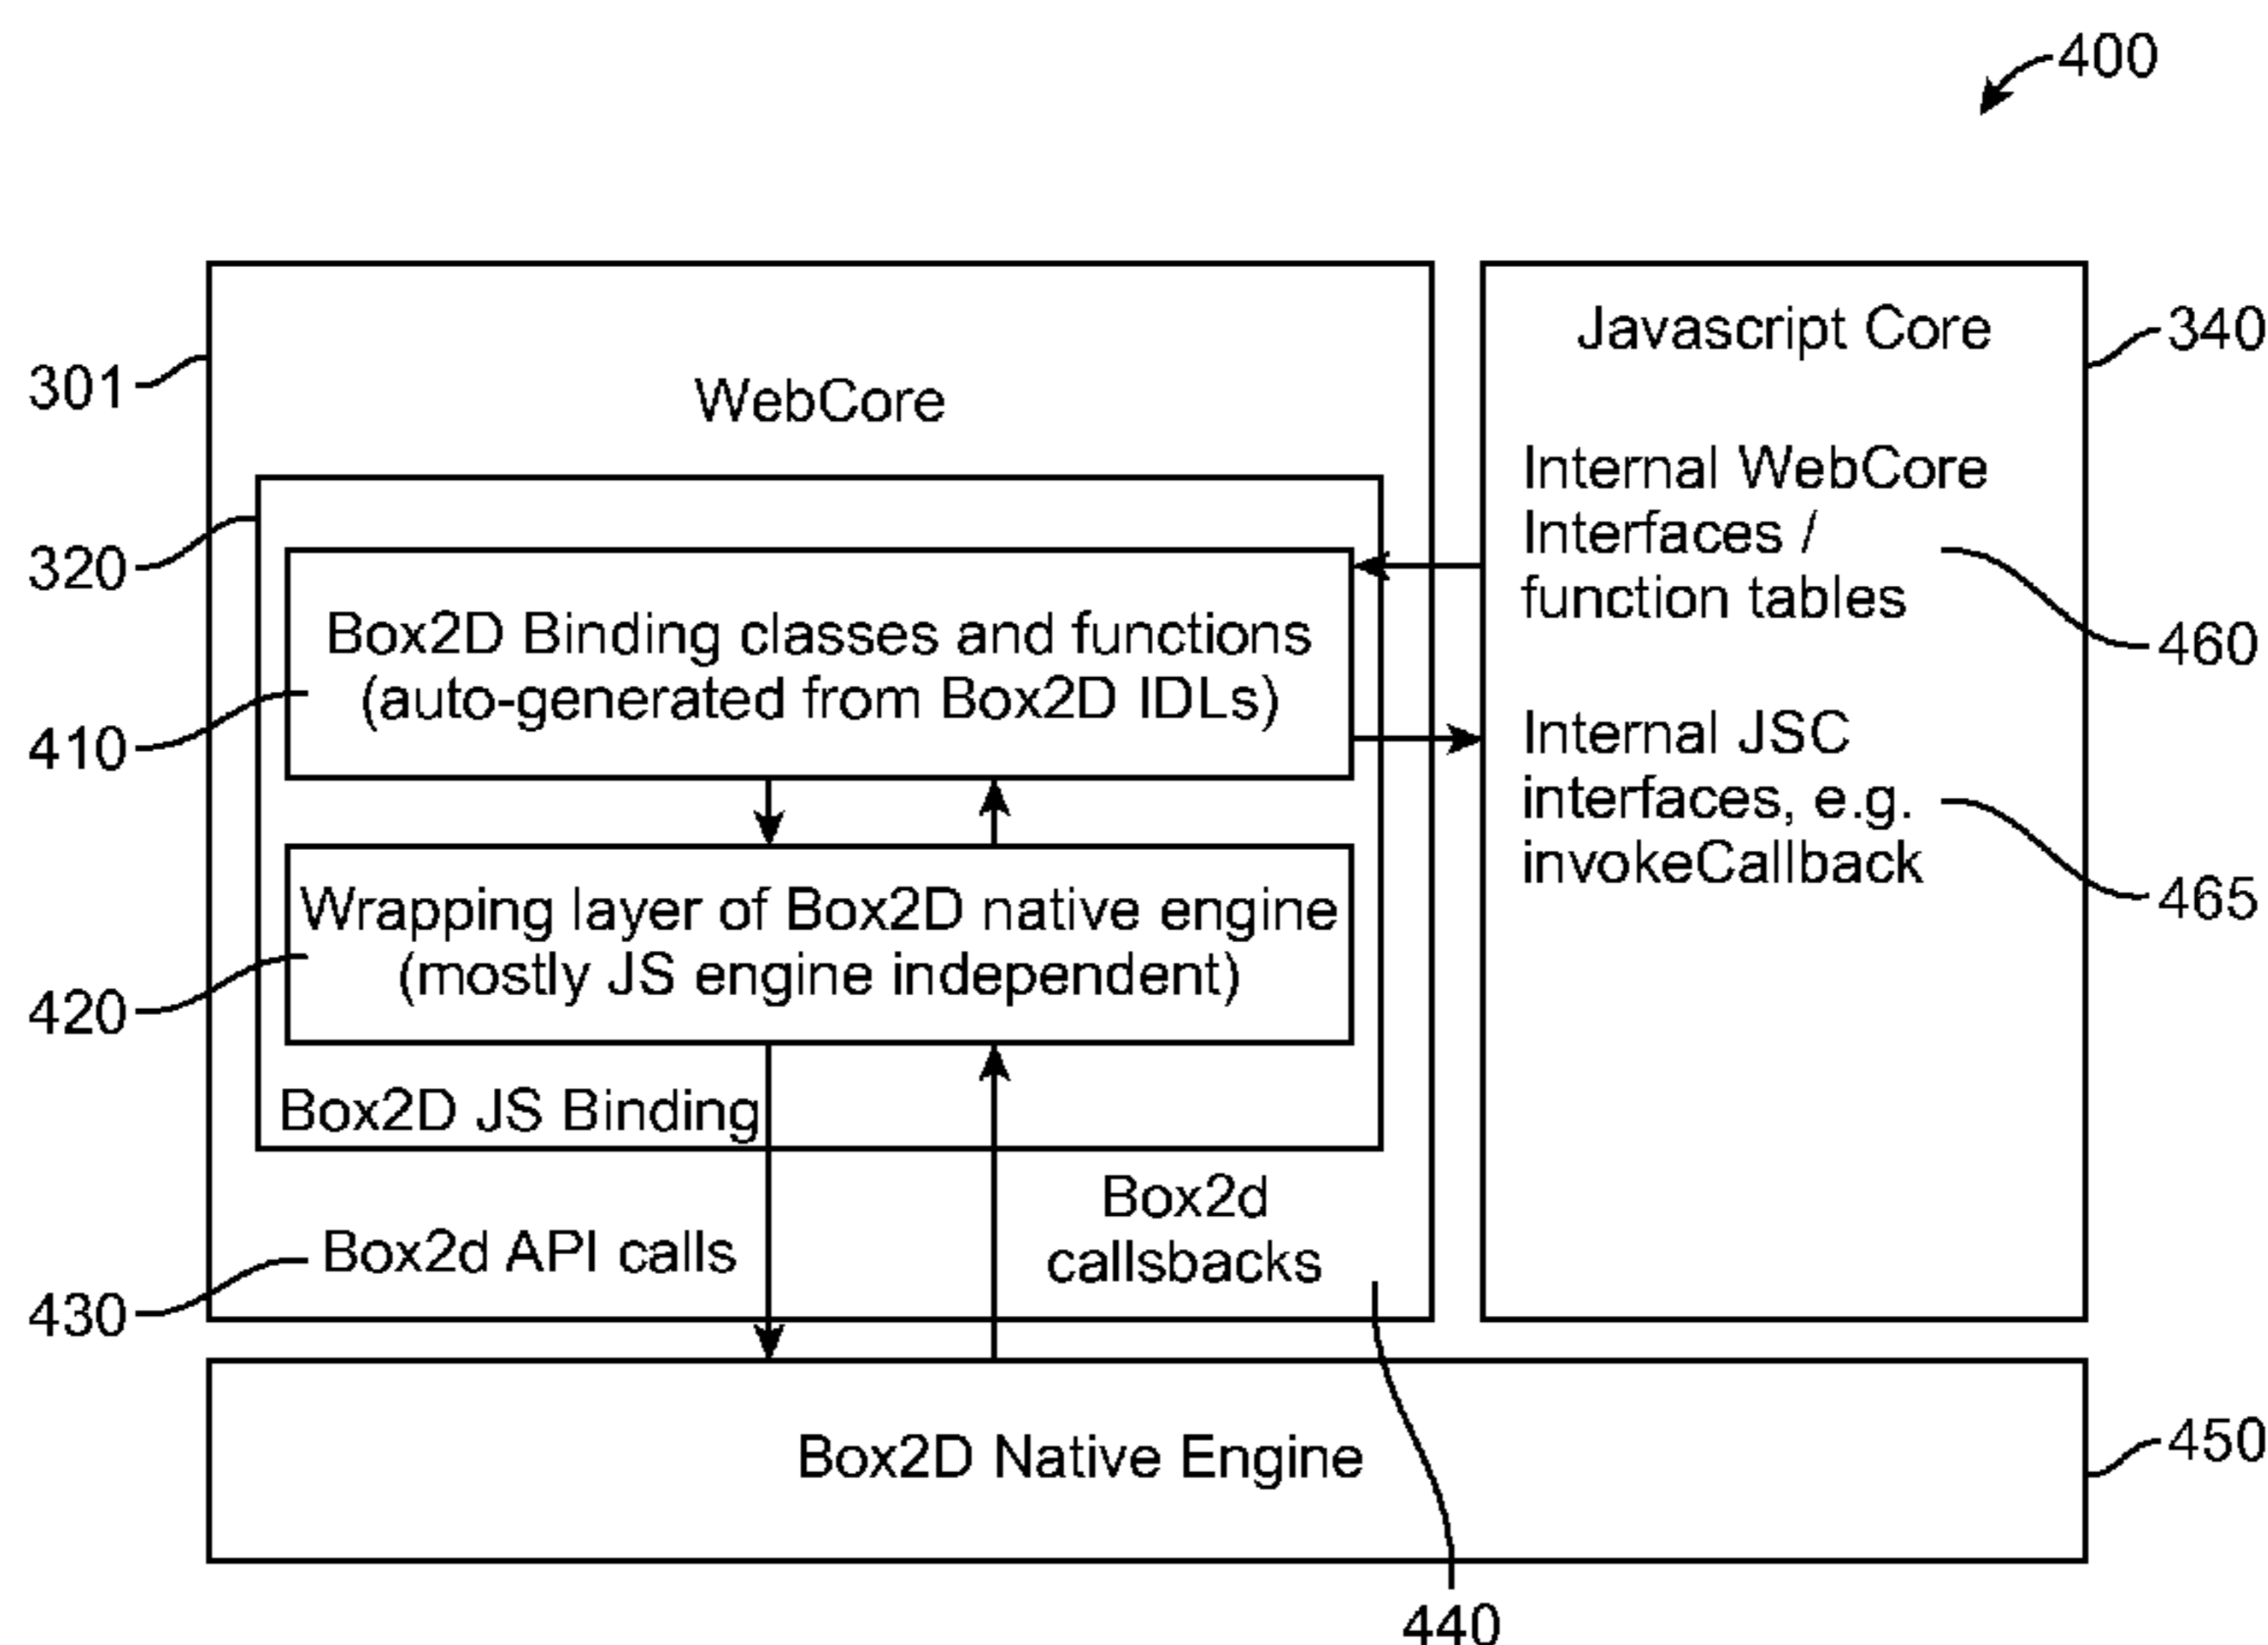 400
Javascript Core
340
301
WebCore
Internal WebCore
Interfaces /
function tables
460
320
Box2D Binding classes and functions
(auto-generated from Box2D IDLs)
410
Internal JSC
interfaces, e.g.
invokeCallback
465
Wrapping layer of Box2D native engine
(mostly JS engine independent)
420
Box2D JS Binding
Box2d API calls
430
Box2d
callsbacks
Box2D Native Engine
450
440